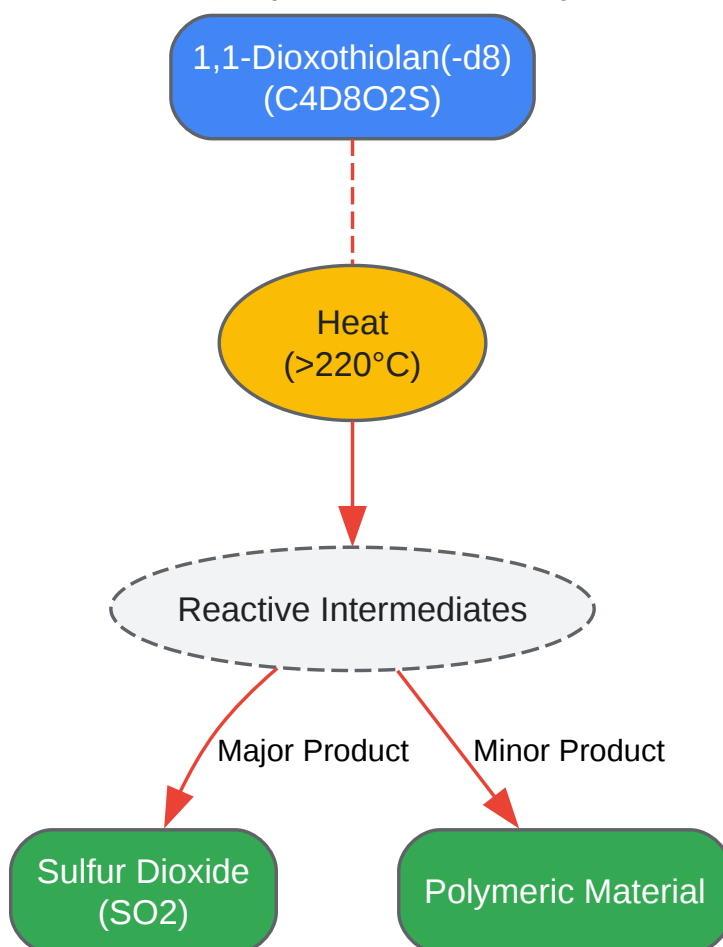 1,1-Dioxothiolan(-d8)
(C4D8O2S)
Heat
(>220°C)
Reactive Intermediates
Major Product
Minor Product
Sulfur Dioxide
(SO2)
Polymeric Material